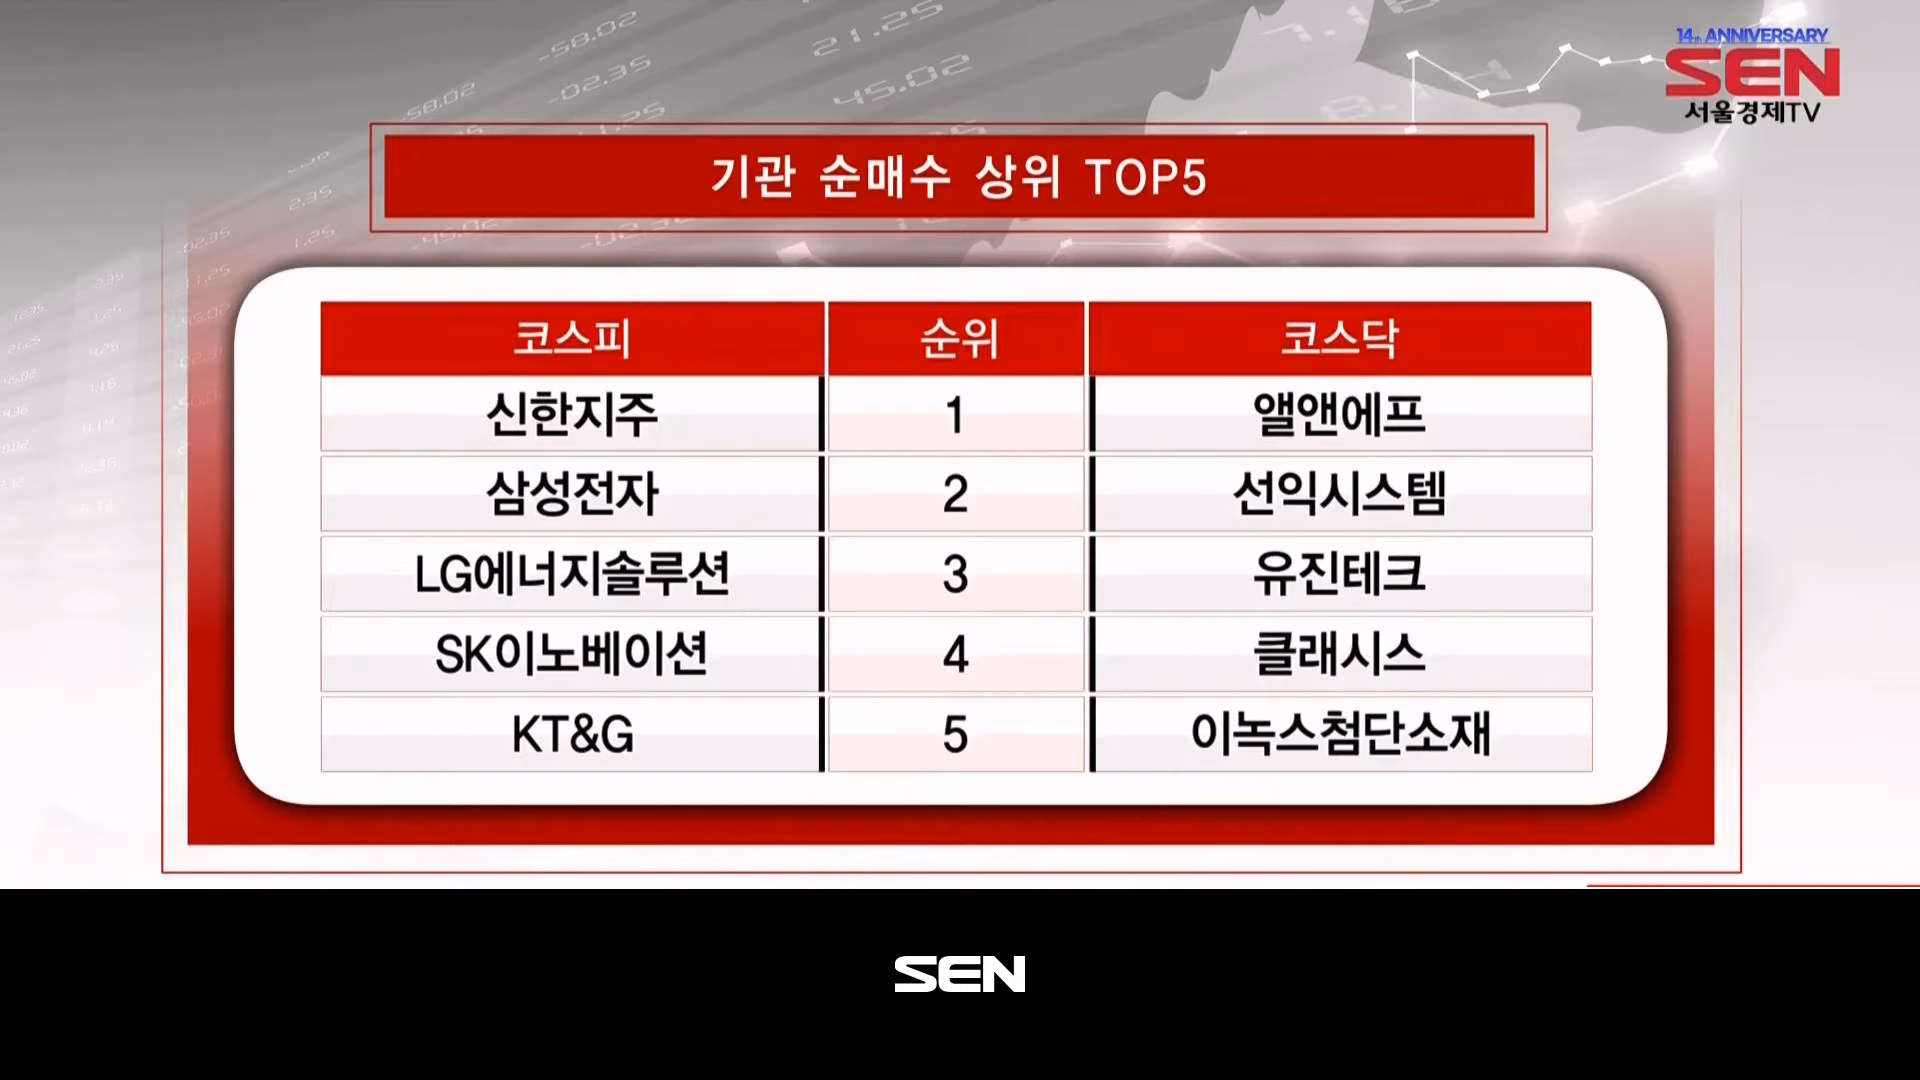 14th ANNIVERSARY
SEN
서울경제TV
기관 순매수 상위 TOP5
코스피 순위 코스닥
신한지주 1 앨앤에프
삼성전자 2 선익시스템
LG에너지솔루션 3 유진테크
SK이노베이션 4 클래시스
KT&G 5 이녹스첨단소재
SEN